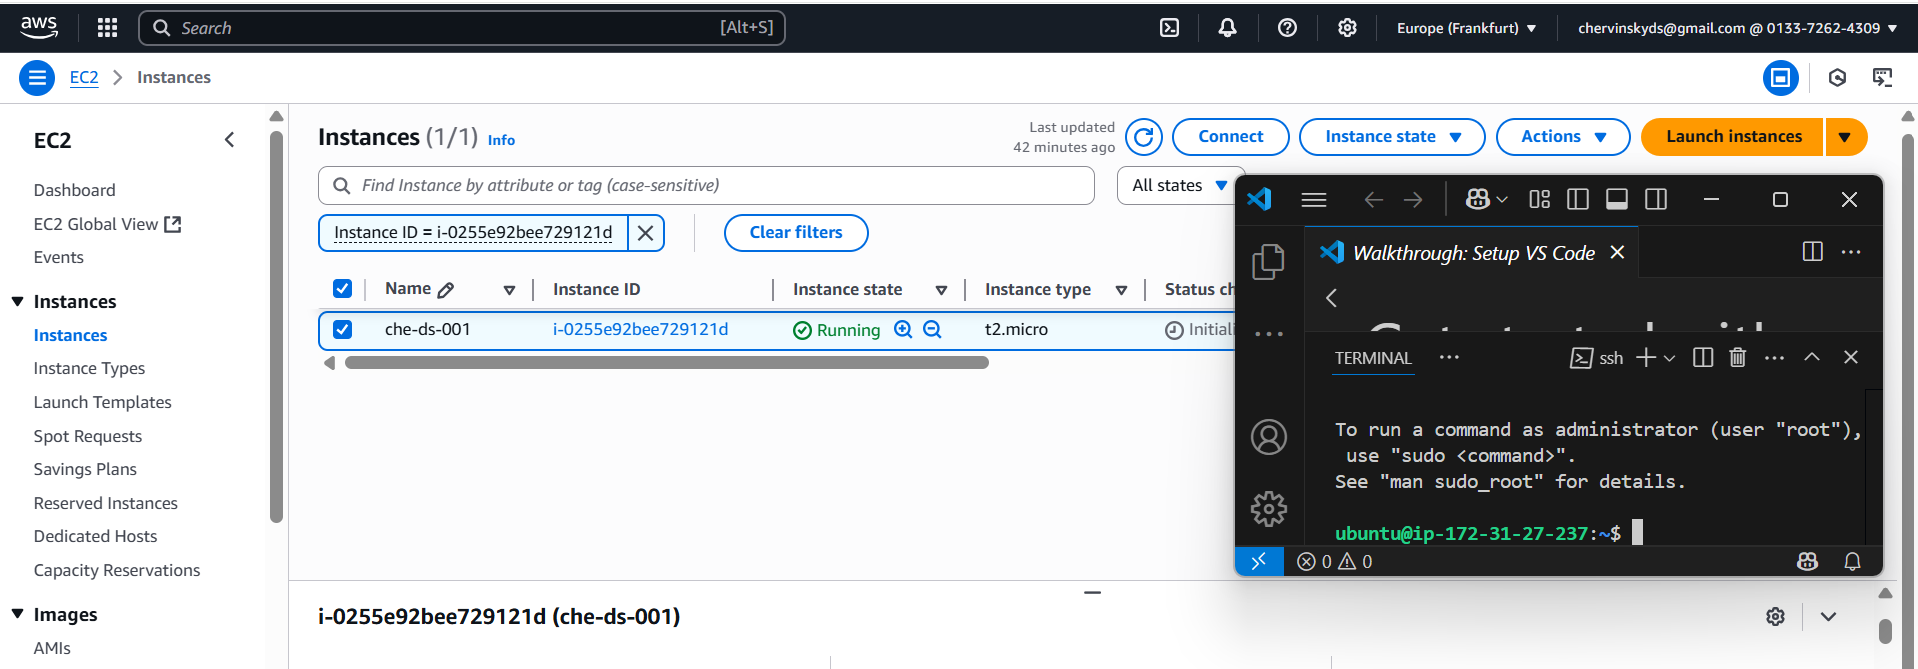 aws
Search [Alt+S]
Europe (Frankfurt)
chervinskyds@gmail.com @ 0133-7262-4309
EC2 Instances
EC2
Dashboard
EC2 Global View
Events
Instances
Instances
Instance Types
Launch Templates
Spot Requests
Savings Plans
Reserved Instances
Dedicated Hosts
Capacity Reservations
Images
AMIs
Instances (1/1) Info
Last updated
42 minutes ago
Connect
Instance state
Actions
Launch instances
Find Instance by attribute or tag (case-sensitive)
All states
Instance ID = i-0255e92bee729121d
Clear filters
Name Instance ID Instance state Instance type Status
che-ds-001 i-0255e92bee729121d Running t2.micro
i-0255e92bee729121d (che-ds-001)
Walkthrough: Setup VS Code
TERMINAL
ssh
To run a command as administrator (user "root"),
use "sudo <command>".
See "man sudo_root" for details.
ubuntu@ip-172-31-27-237:~$
0 0